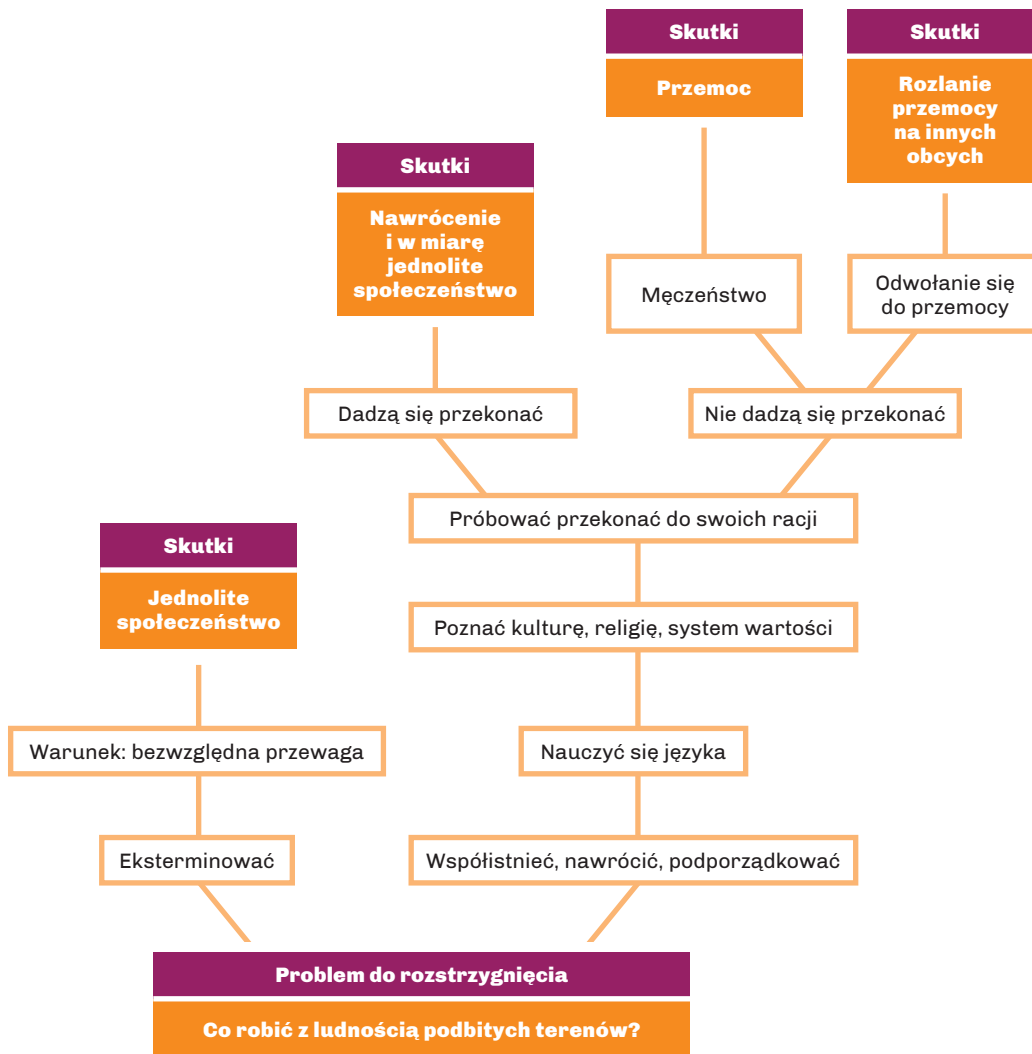 Skutki
Przemoc
Skutki
Rozlanie
przemocy
na innych
obcych
Skutki
Nawrócenie
i w miarę
jednolite
społeczeństwo
Męczeństwo
Odwołanie się
do przemocy
Dadzą się przekonać
Nie dadzą się przekonać
Próbować przekonać do swoich racji
Skutki
Jednolite
społeczeństwo
Poznać kulturę, religię, system wartości
Warunek: bezwzględna przewaga
Nauczyć się języka
Eksterminować
Współistnieć, nawrócić, podporządkować
Problem do rozstrzygnięcia
Co robić z ludnością podbitych terenów?